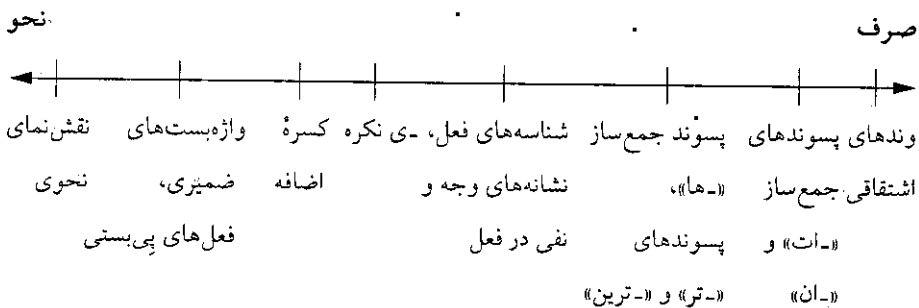 صرف نحو
وندهای پسوندهای پسوند جمع‌ساز شناسه‌های فعل، ـی نکره کسرهٔ واژه‌بست‌های نقش‌نمای
اشتقاقی جمع‌ساز «ـها»، نشانه‌های وجه و اضافه ضمیری، نحوی
«ـات» و پسوندهای نفی در فعل فعل‌های پی‌بستی
«ـان» «ـتر» و «ـترین»